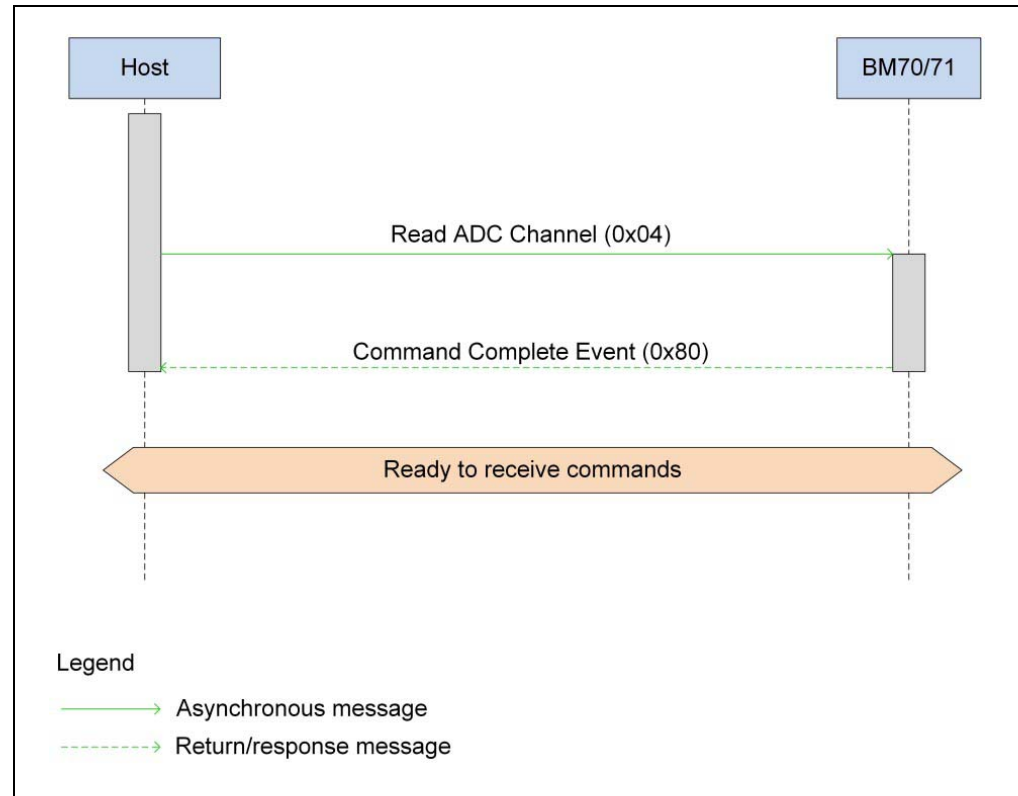 Host
BM70/71
Read ADC Channel (0x04)
Command Complete Event (0x80)
Ready to receive commands
Legend
Asynchronous message
Return/response message